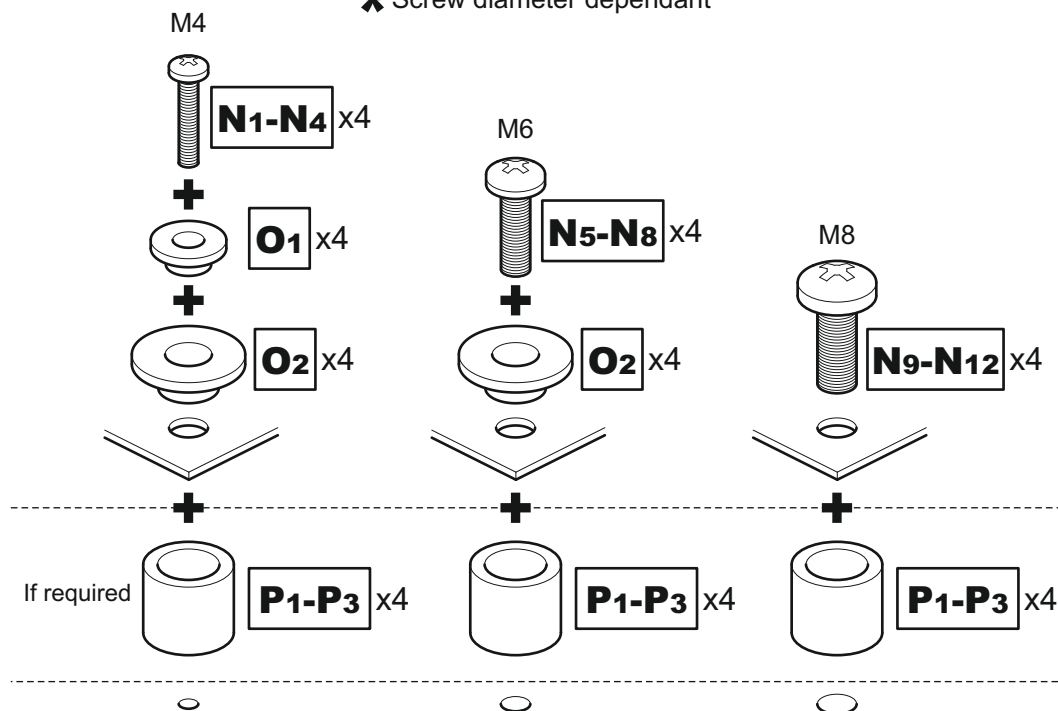 Screw diameter dependant
M4
N1-N4 x4
M6
O1 x4
N5-N8 x4
M8
O2 x4
O2 x4
N9-N12 x4
If required
P1-P3 x4
P1-P3 x4
P1-P3 x4